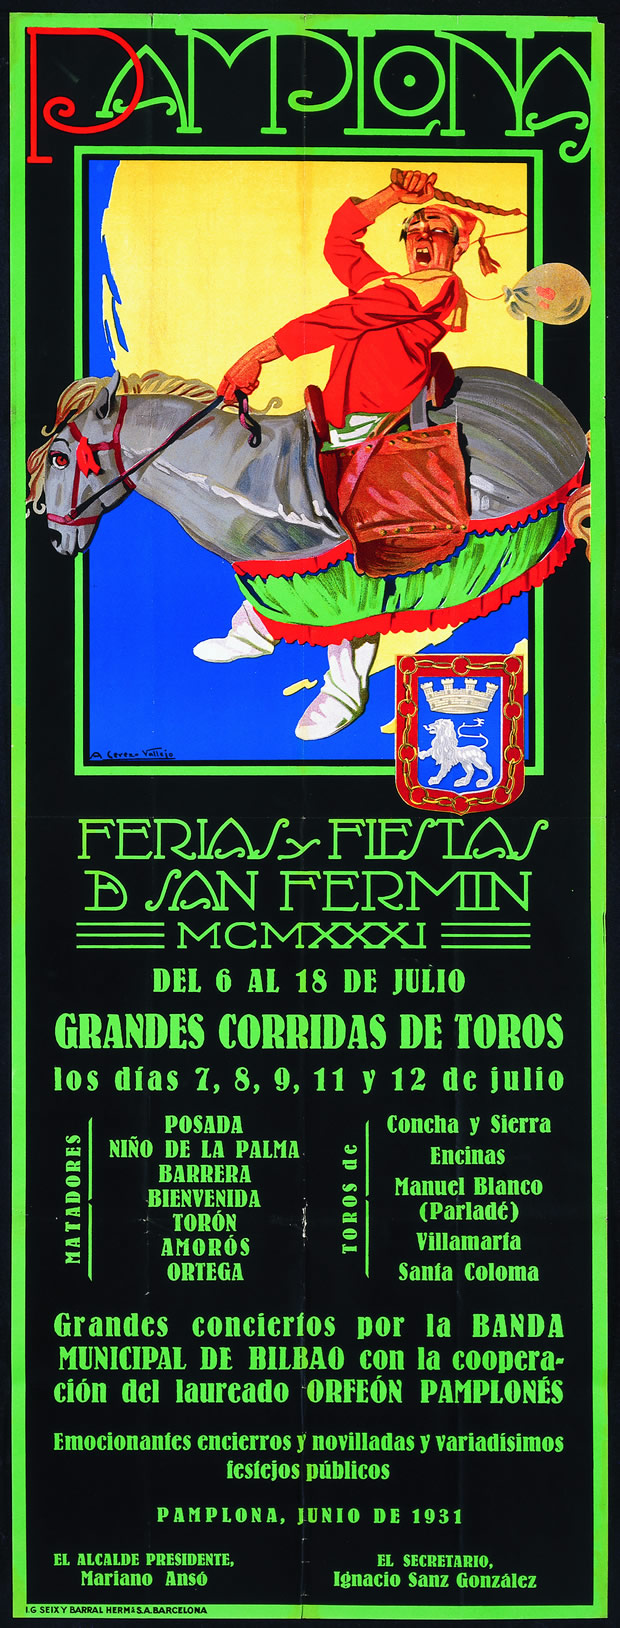 PAMPLONA
A Cerezo Vallejo
FERIAS y FIESTAS
D SAN FERMIN
MCMXXXI
DEL 6 AL 18 DE JULIO
GRANDES CORRIDAS DE TOROS
los días 7, 8, 9, 11 y 12 de julio
MATADORES
POSADA
NIÑO DE LA PALMA
BARRERA
BIENVENIDA
TORÓN
AMORÓS
ORTEGA
TOROS de
Concha y Sierra
Encinas
Manuel Blanco
(Parladé)
Villamarta
Santa Coloma
Grandes conciertos por la BANDA
MUNICIPAL DE BILBAO con la coopera-
ción del laureado ORFEÓN PAMPLONÉS
Emocionantes encierros y novilladas y variadísimos
festejos públicos
PAMPLONA, JUNIO DE 1931
EL ALCALDE PRESIDENTE,
Mariano Ansó
EL SECRETARIO,
Ignacio Sanz González
I.G SEIX Y BARRAL HERMS S.A. BARCELONA